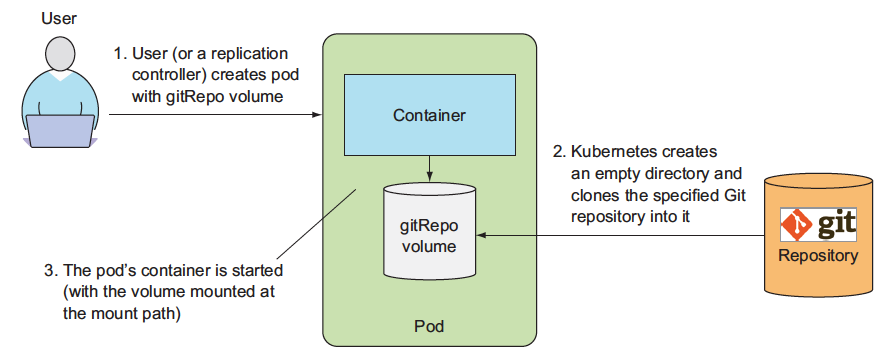 User
1. User (or a replication
controller) creates pod
with gitRepo volume
Container
2. Kubernetes creates
an empty directory and
clones the specified Git
repository into it
gitRepo
volume
git
Repository
3. The pod’s container is started
(with the volume mounted at
the mount path)
Pod